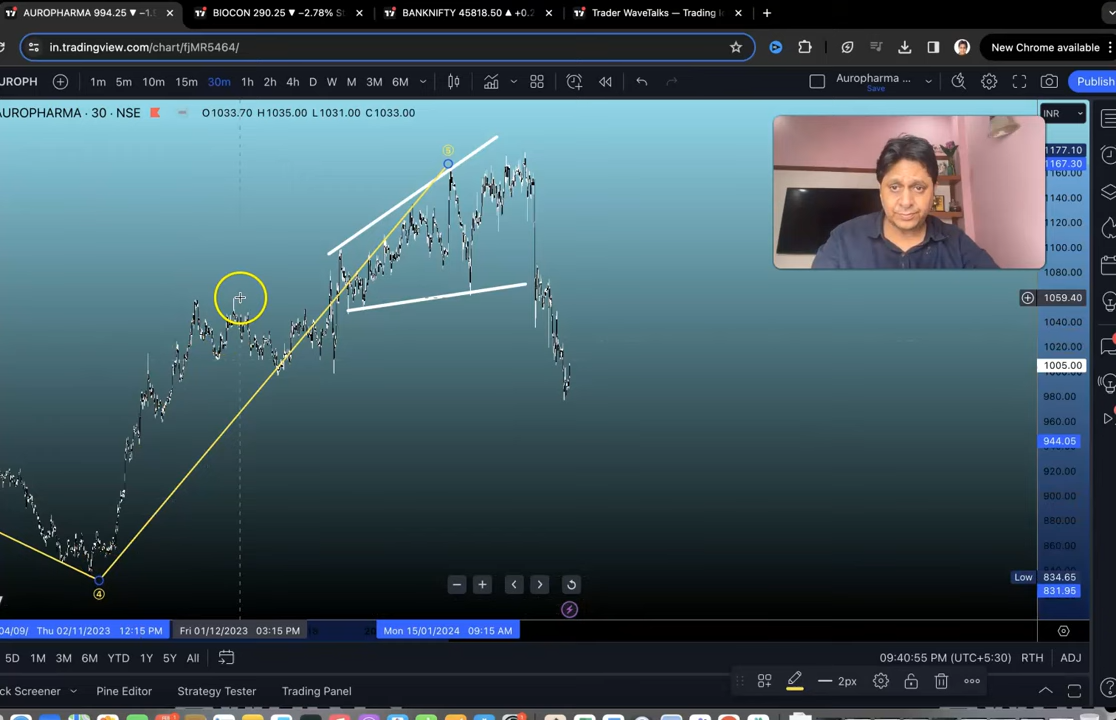 AUROPHARMA 994.25 ▼ −1.
BIOCON 290.25 ▼ −2.78%
BANKNIFTY 45818.50 ▲ +0.
Trader WaveTalks — Trading
in.tradingview.com/chart/fjMR5464/
New Chrome available
UROPH
1m 5m 10m 15m 30m 1h 2h 4h D W M 3M 6M
Auropharma ...
Save
Publish
AUROPHARMA · 30 · NSE
O1033.70 H1035.00 L1031.00 C1033.00
INR
1177.10
1167.30
1160.00
1140.00
1120.00
1100.00
1080.00
1059.40
1040.00
1020.00
1005.00
980.00
960.00
944.05
920.00
900.00
880.00
860.00
Low 834.65
831.95
5
4
04/09/
Thu 02/11/2023 12:15 PM
Fri 01/12/2023 03:15 PM
Mon 15/01/2024 09:15 AM
5D 1M 3M 6M YTD 1Y 5Y All
09:40:55 PM (UTC+5:30)
RTH
ADJ
2px
ck Screener
Pine Editor
Strategy Tester
Trading Panel